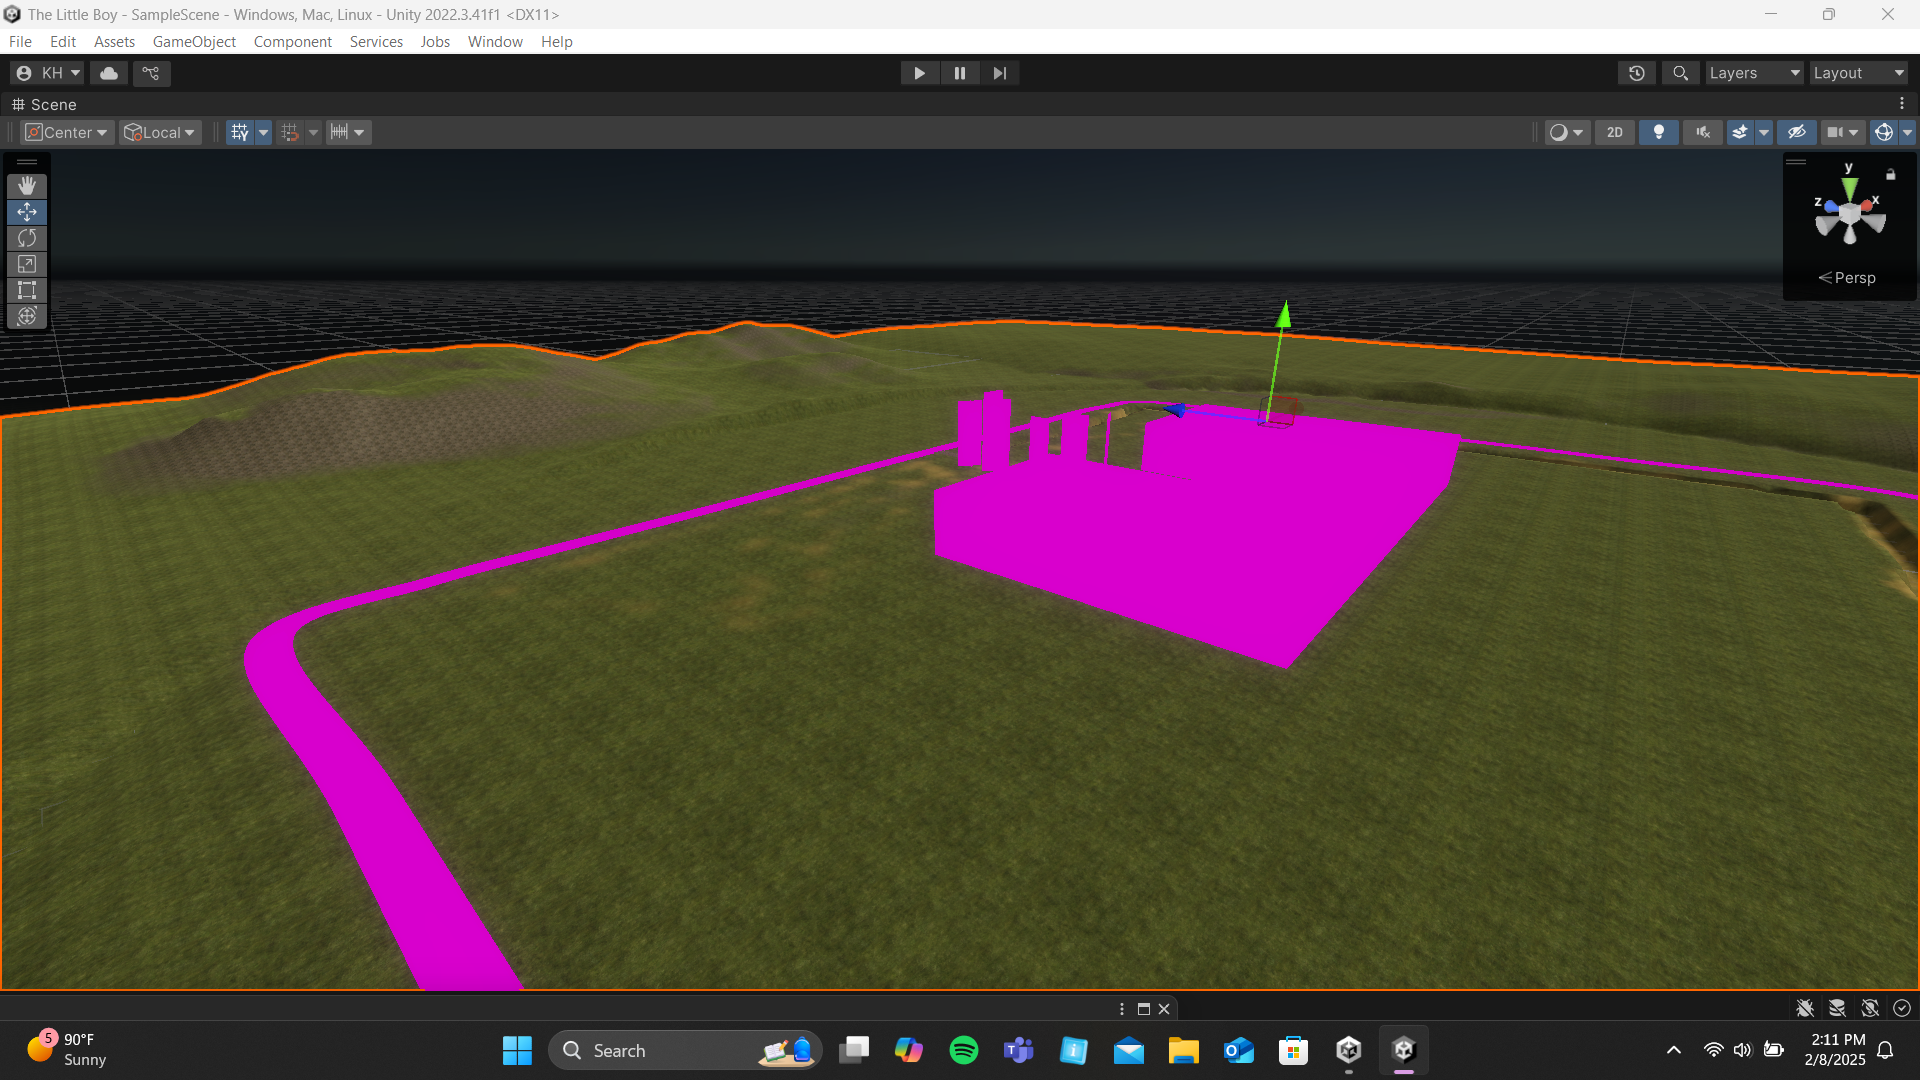 The Little Boy - SampleScene - Windows, Mac, Linux - Unity 2022.3.41f1 <DX11>
File Edit Assets GameObject Component Services Jobs Window Help
KH
Layers Layout
Scene
Center Local 2D
y
z x
Persp
5 90°F
Sunny
Search
2:11 PM
2/8/2025